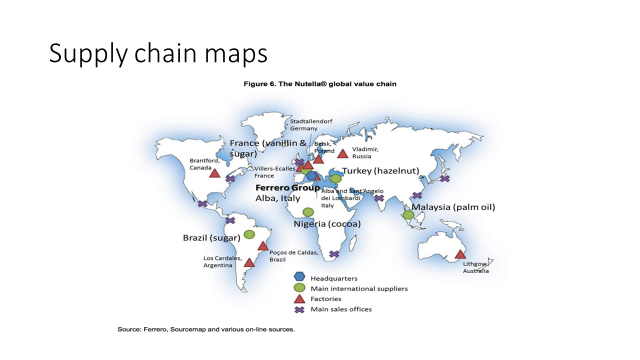 Supply chain maps
Figure 6. The Nutella® global value chain
Stadtallendorf
Germany
France (vanillin &
sugar)
Belsk,
Poland
Vladimir,
Russia
Brantford,
Canada
Villers-Ecalles,
France
Turkey (hazelnut)
Ferrero Group
Alba, Italy
Alba and Sant'Angelo
dei Lombardi
Italy
Malaysia (palm oil)
Nigeria (cocoa)
Brazil (sugar)
Poços de Caldas,
Brazil
Los Cardales,
Argentina
Lithgow,
Australia
Headquarters
Main international suppliers
Factories
Main sales offices
Source: Ferrero, Sourcemap and various on-line sources.